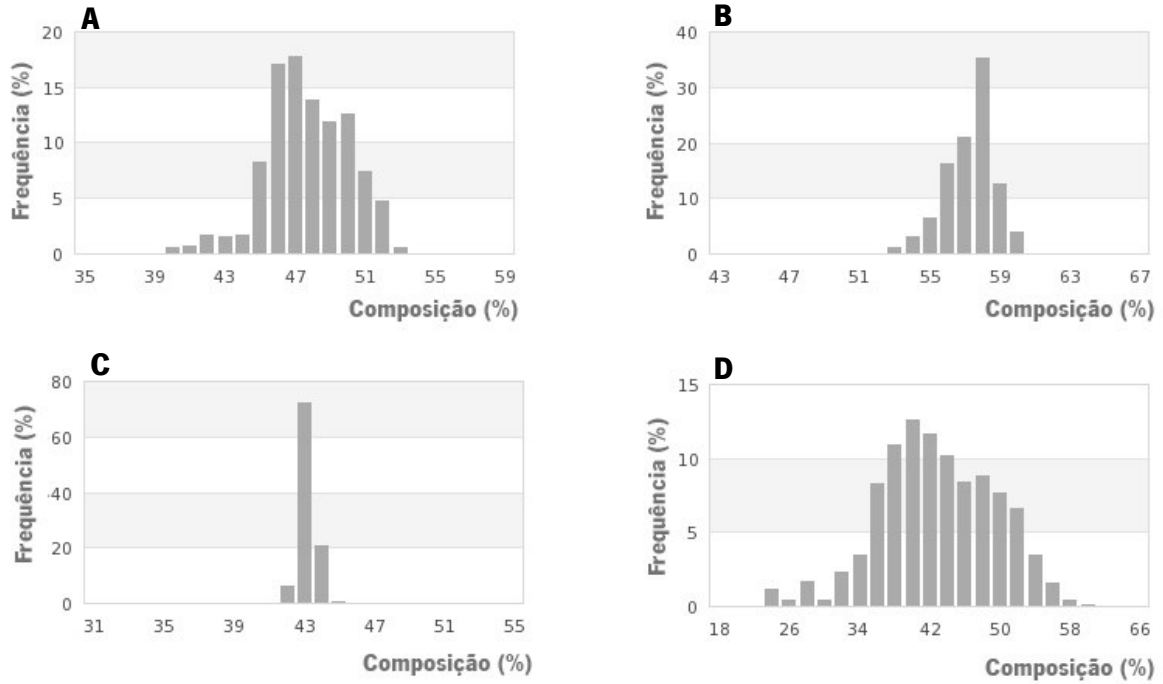 A
Frequência (%)
20
15
10
5
0
35 39 43 47 51 55 59
Composição (%)
B
Frequência (%)
40
30
20
10
0
43 47 51 55 59 63 67
Composição (%)
C
Frequência (%)
80
60
40
20
0
31 35 39 43 47 51 55
Composição (%)
D
Frequência (%)
15
10
5
0
18 26 34 42 50 58 66
Composição (%)